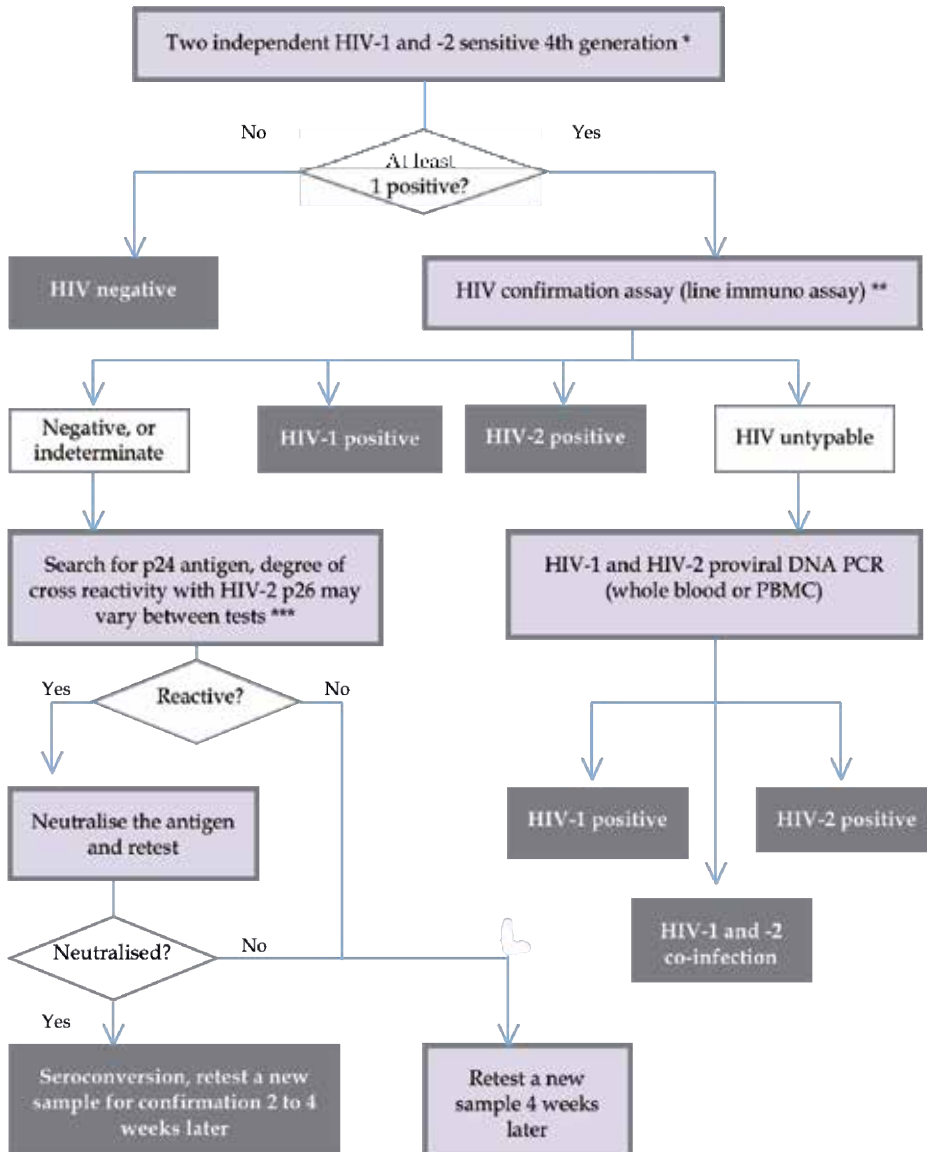 Two independent HIV-1 and -2 sensitive 4th generation *
No
Yes
At least
1 positive?
HIV negative
HIV confirmation assay (line immuno assay) **
Negative, or
indeterminate
HIV-1 positive
HIV-2 positive
HIV untypable
Search for p24 antigen, degree of
cross reactivity with HIV-2 p26 may
vary between tests ***
HIV-1 and HIV-2 proviral DNA PCR
(whole blood or PBMC)
Yes
Reactive?
No
Neutralise the antigen
and retest
HIV-1 positive
HIV-2 positive
Neutralised?
No
HIV-1 and -2
co-infection
Yes
Seroconversion, retest a new
sample for confirmation 2 to 4
weeks later
Retest a new
sample 4 weeks
later